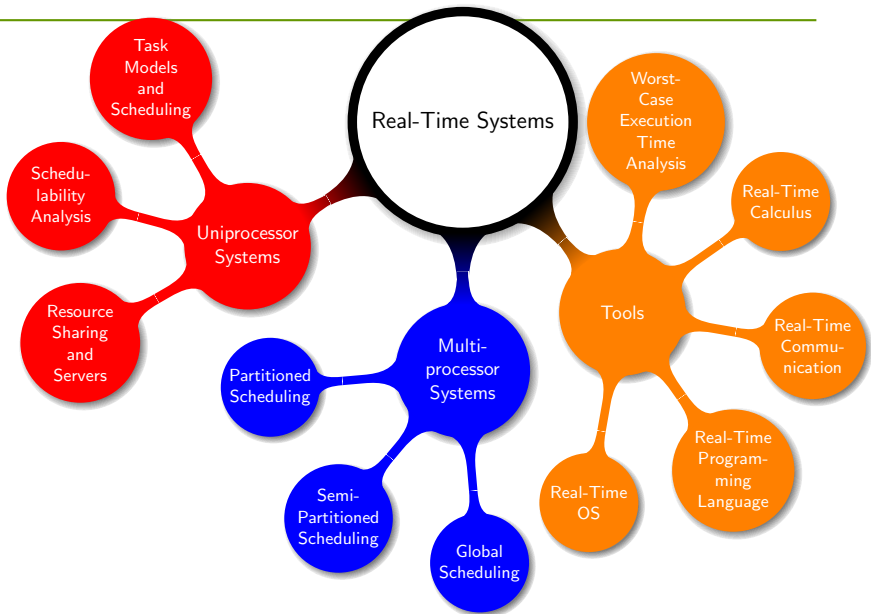 Real-Time Systems
Task
Models
and
Scheduling
Schedu-
lability
Analysis
Resource
Sharing
and
Servers
Uniprocessor
Systems
Multi-
processor
Systems
Partitioned
Scheduling
Semi-
Partitioned
Scheduling
Global
Scheduling
Tools
Worst-
Case
Execution
Time
Analysis
Real-Time
Calculus
Real-Time
Commu-
nication
Real-Time
Program-
ming
Language
Real-Time
OS